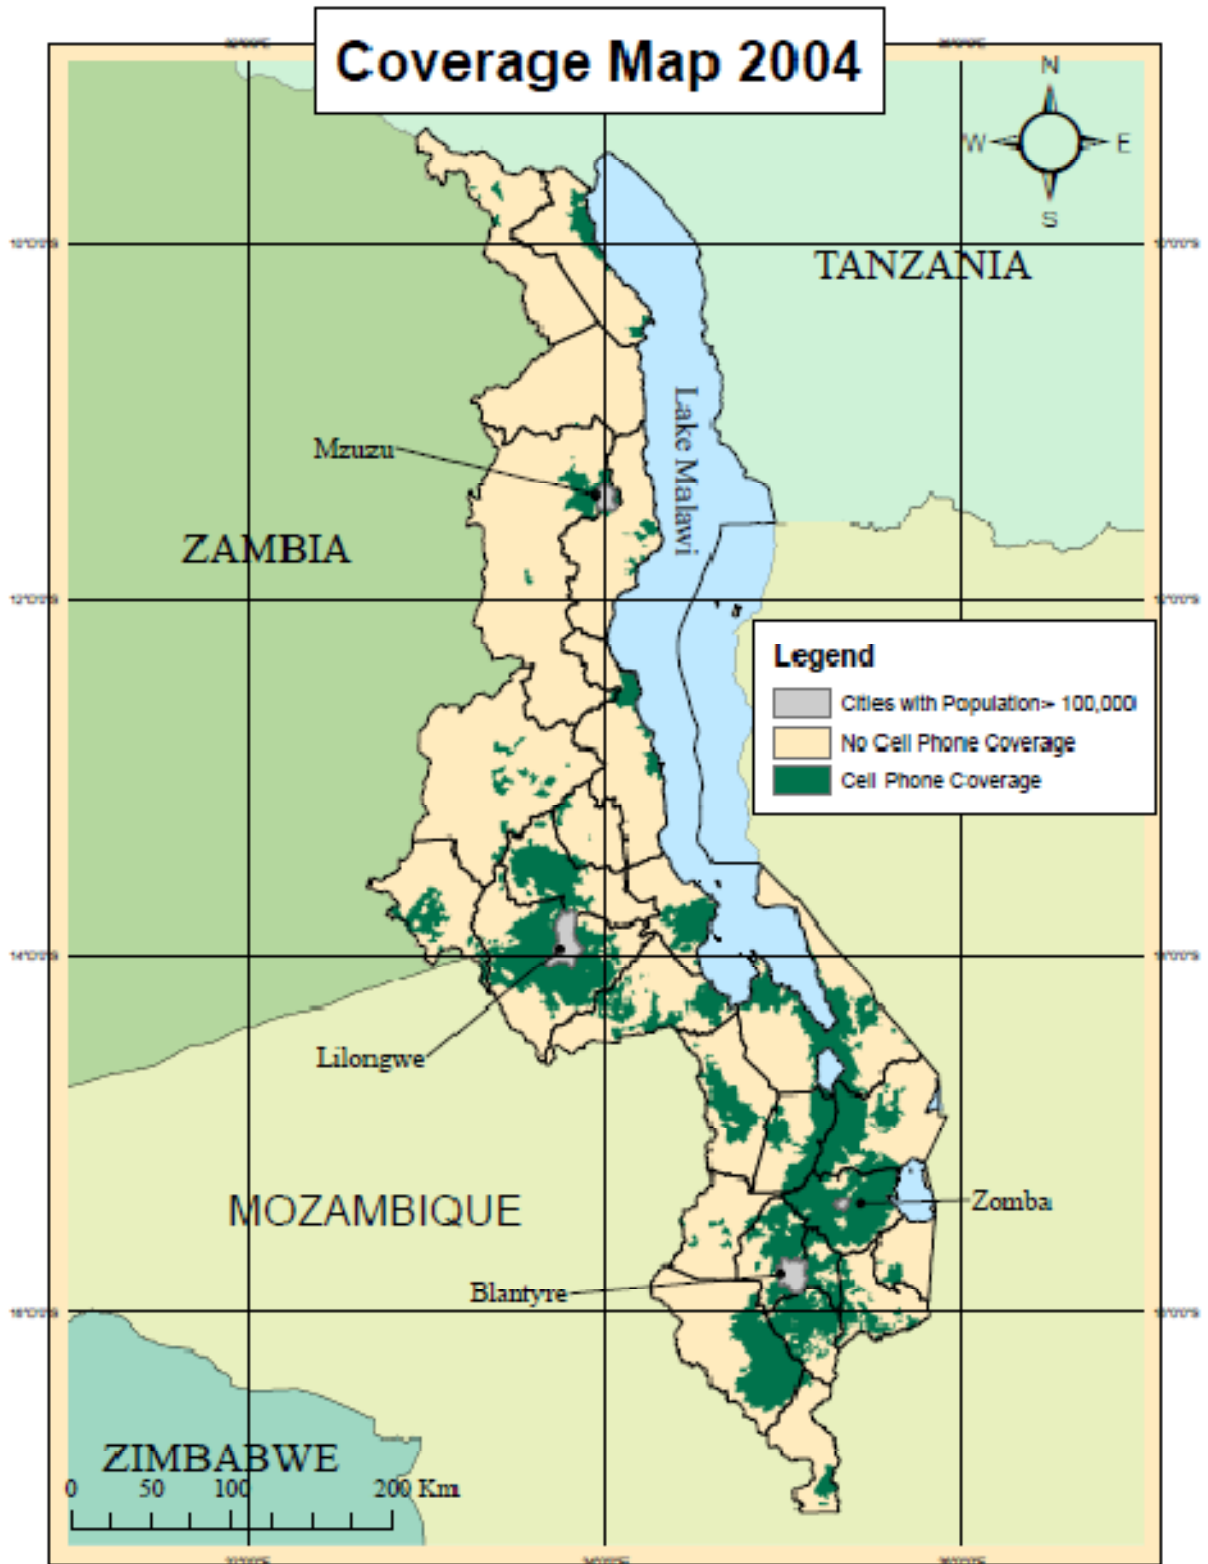 Coverage Map 2004
N
W E
S
TANZANIA
Lake Malawi
Mzuzu
ZAMBIA
Legend
Cities with Population> 100,000
No Cell Phone Coverage
Cell Phone Coverage
Lilongwe
MOZAMBIQUE
Zomba
Blantyre
ZIMBABWE
0 50 100 200 Km